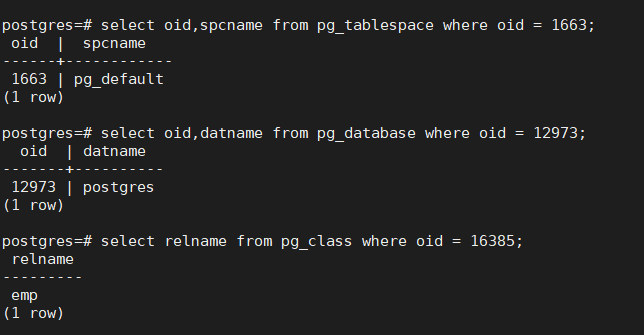 postgres=# select oid,spcname from pg_tablespace where oid = 1663;
 oid  |  spcname
------+------------
 1663 | pg_default
(1 row)

postgres=# select oid,datname from pg_database where oid = 12973;
  oid  | datname
-------+----------
 12973 | postgres
(1 row)

postgres=# select relname from pg_class where oid = 16385;
 relname
---------
 emp
(1 row)